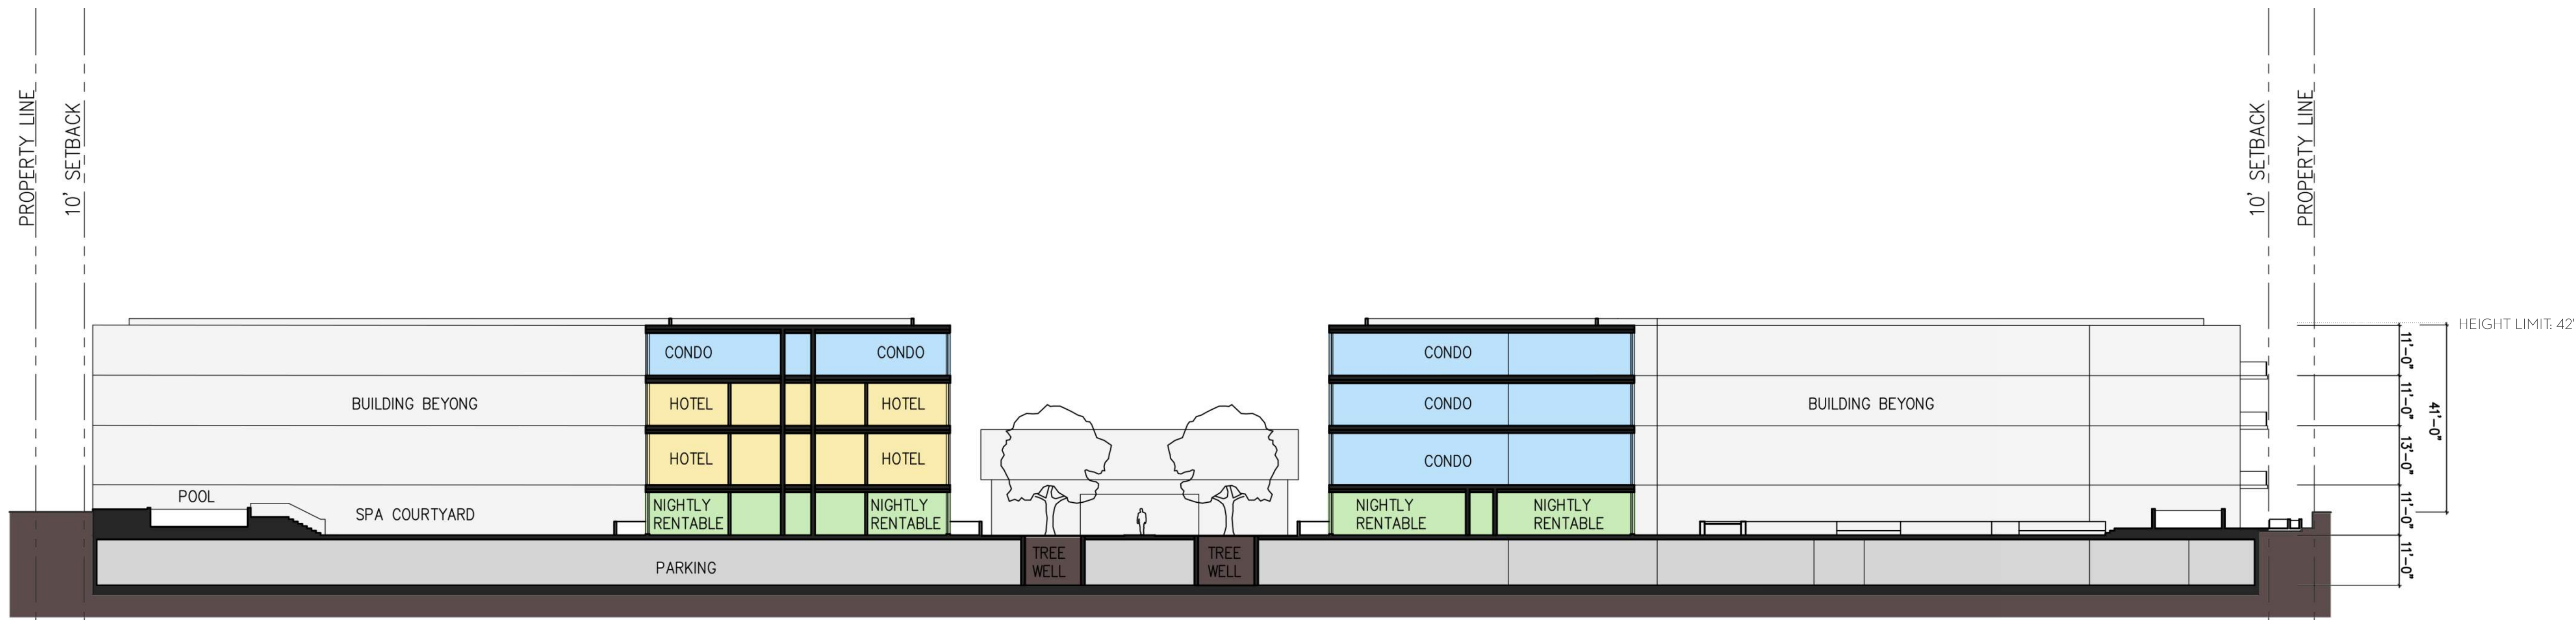 PROPERTY LINE
10' SETBACK
10' SETBACK
PROPERTY LINE
HEIGHT LIMIT: 42'
CONDO
CONDO
CONDO
11'-0"
BUILDING BEYONG
HOTEL
HOTEL
CONDO
BUILDING BEYONG
11'-0"
41'-0"
HOTEL
HOTEL
CONDO
13'-0"
POOL
SPA COURTYARD
NIGHTLY
RENTABLE
NIGHTLY
RENTABLE
NIGHTLY
RENTABLE
NIGHTLY
RENTABLE
11'-0"
PARKING
TREE
WELL
TREE
WELL
11'-0"